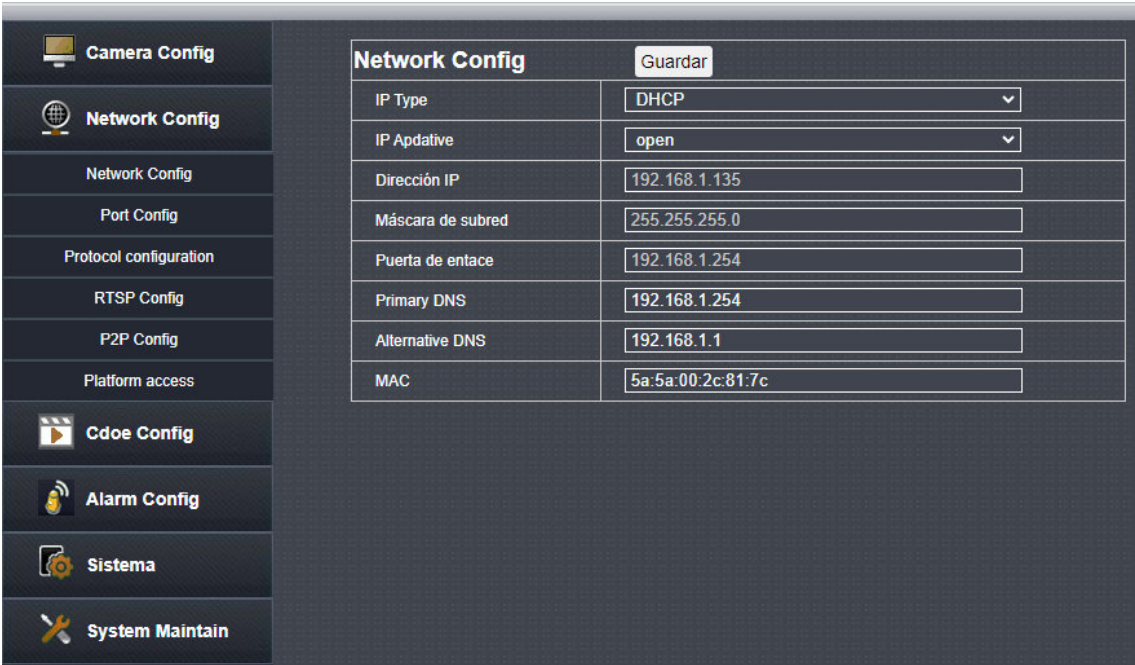 Camera Config
Network Config
Network Config
Port Config
Protocol configuration
RTSP Config
P2P Config
Platform access
Cdoe Config
Alarm Config
Sistema
System Maintain
Network Config Guardar
IP Type DHCP
IP Apdative open
Dirección IP 192.168.1.135
Máscara de subred 255.255.255.0
Puerta de entace 192.168.1.254
Primary DNS 192.168.1.254
Alternative DNS 192.168.1.1
MAC 5a:5a:00:2c:81:7c